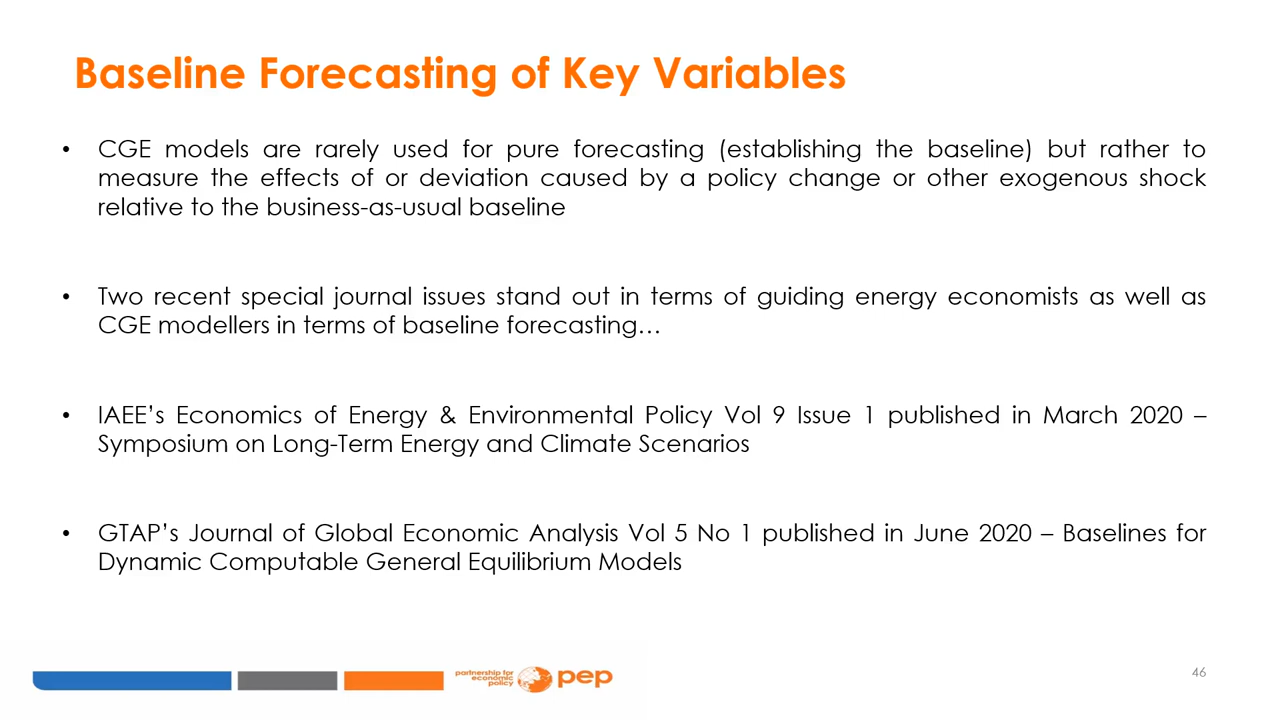 Baseline Forecasting of Key Variables
• CGE models are rarely used for pure forecasting (establishing the baseline) but rather to
measure the effects of or deviation caused by a policy change or other exogenous shock
relative to the business-as-usual baseline
• Two recent special journal issues stand out in terms of guiding energy economists as well as
CGE modellers in terms of baseline forecasting…
• IAEE’s Economics of Energy & Environmental Policy Vol 9 Issue 1 published in March 2020 –
Symposium on Long-Term Energy and Climate Scenarios
• GTAP’s Journal of Global Economic Analysis Vol 5 No 1 published in June 2020 – Baselines for
Dynamic Computable General Equilibrium Models
partnership for
economic
policy
pep
46